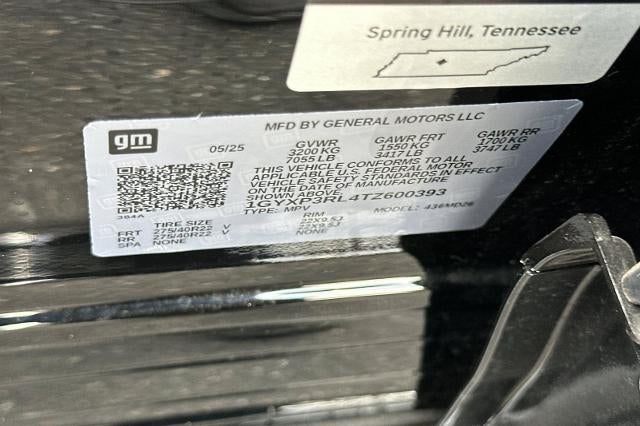 Spring Hill, Tennessee
gm
MFD BY GENERAL MOTORS LLC
05/25
GVWR
3200 KG
7055 LB
GAWR FRT
1550 KG
3417 LB
GAWR RR
1700 KG
3747 LB
THIS VEHICLE CONFORMS TO ALL
APPLICABLE U.S. FEDERAL MOTOR
VEHICLE SAFETY STANDARDS IN EFFECT
ON THE DATE OF MANUFACTURE
SHOWN ABOVE.
1GYXP3RL4TZ600393
TYPE: MPV
MODEL: 436MD26
394A
TIRE SIZE
RIM
FRT 275/40R22 V 22X9.5J
RR 275/40R22 V 22X9.5J
SPA NONE NONE